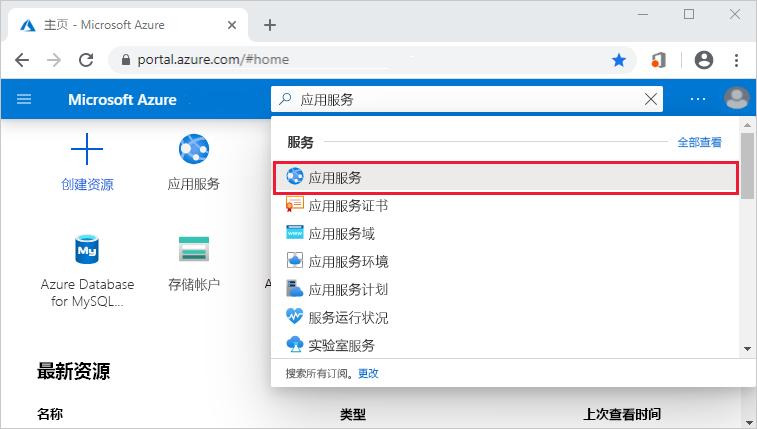 主页 - Microsoft Azure
portal.azure.com/#home
Microsoft Azure
应用服务
服务
全部查看
创建资源
应用服务
应用服务
应用服务证书
应用服务域
应用服务环境
应用服务计划
服务运行状况
实验室服务
My
Azure Database
for MySQL...
存储帐户
A
搜索所有订阅。更改
最新资源
名称
类型
上次查看时间